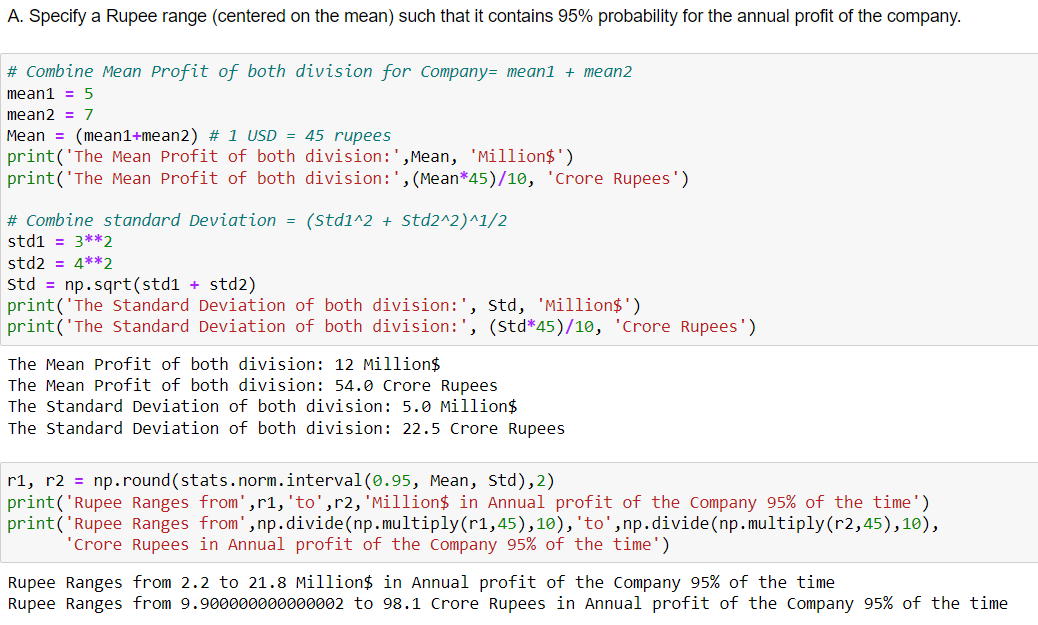 A. Specify a Rupee range (centered on the mean) such that it contains 95% probability for the annual profit of the company.
# Combine Mean Profit of both division for Company= mean1 + mean2
mean1 = 5
mean2 = 7
Mean = (mean1+mean2) # 1 USD = 45 rupees
print('The Mean Profit of both division:',Mean, 'Million$')
print('The Mean Profit of both division:',(Mean*45)/10, 'Crore Rupees')
# Combine standard Deviation = (Std1^2 + Std2^2)^1/2
std1 = 3**2
std2 = 4**2
Std = np.sqrt(std1 + std2)
print('The Standard Deviation of both division:', Std, 'Million$')
print('The Standard Deviation of both division:', (Std*45)/10, 'Crore Rupees')
The Mean Profit of both division: 12 Million$
The Mean Profit of both division: 54.0 Crore Rupees
The Standard Deviation of both division: 5.0 Million$
The Standard Deviation of both division: 22.5 Crore Rupees
r1, r2 = np.round(stats.norm.interval(0.95, Mean, Std),2)
print('Rupee Ranges from',r1,'to',r2,'Million$ in Annual profit of the Company 95% of the time')
print('Rupee Ranges from',np.divide(np.multiply(r1,45),10),'to',np.divide(np.multiply(r2,45),10),
'Crore Rupees in Annual profit of the Company 95% of the time')
Rupee Ranges from 2.2 to 21.8 Million$ in Annual profit of the Company 95% of the time
Rupee Ranges from 9.900000000000002 to 98.1 Crore Rupees in Annual profit of the Company 95% of the time